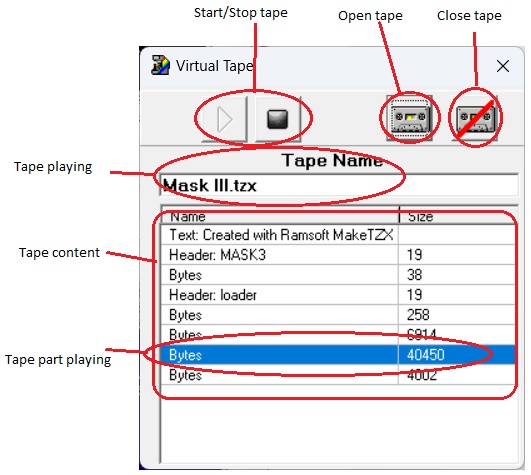 Start/Stop tape
Open tape
Close tape
Virtual Tape
Tape Name
Tape playing
Mask III.tzx
Name Size
Text: Created with Ramsoft MakeTZX
Tape content
Header: MASK3 19
Bytes 38
Header: loader 19
Bytes 258
Bytes 6914
Tape part playing
Bytes 40450
Bytes 4002